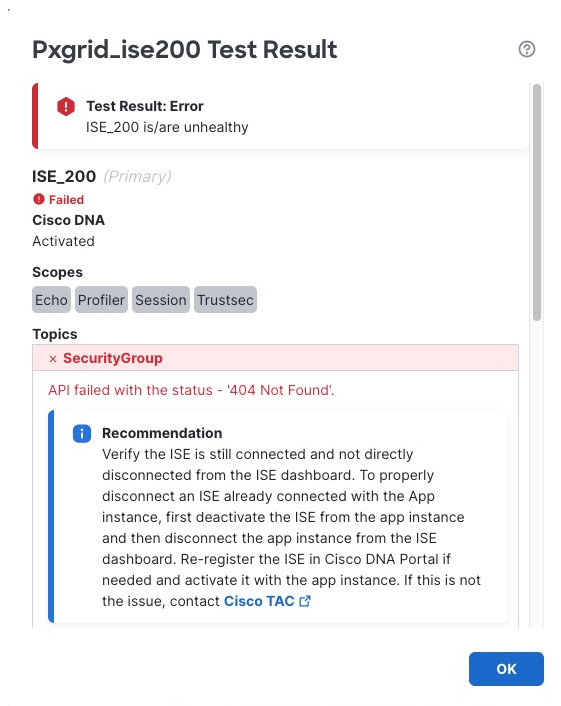 Pxgrid_ise200 Test Result
Test Result: Error
ISE_200 is/are unhealthy
ISE_200 (Primary)
Failed
Cisco DNA
Activated
Scopes
Echo Profiler Session Trustsec
Topics
× SecurityGroup
API failed with the status - '404 Not Found'.
Recommendation
Verify the ISE is still connected and not directly
disconnected from the ISE dashboard. To properly
disconnect an ISE already connected with the App
instance, first deactivate the ISE from the app instance
and then disconnect the app instance from the ISE
dashboard. Re-register the ISE in Cisco DNA Portal if
needed and activate it with the app instance. If this is not
the issue, contact Cisco TAC
OK